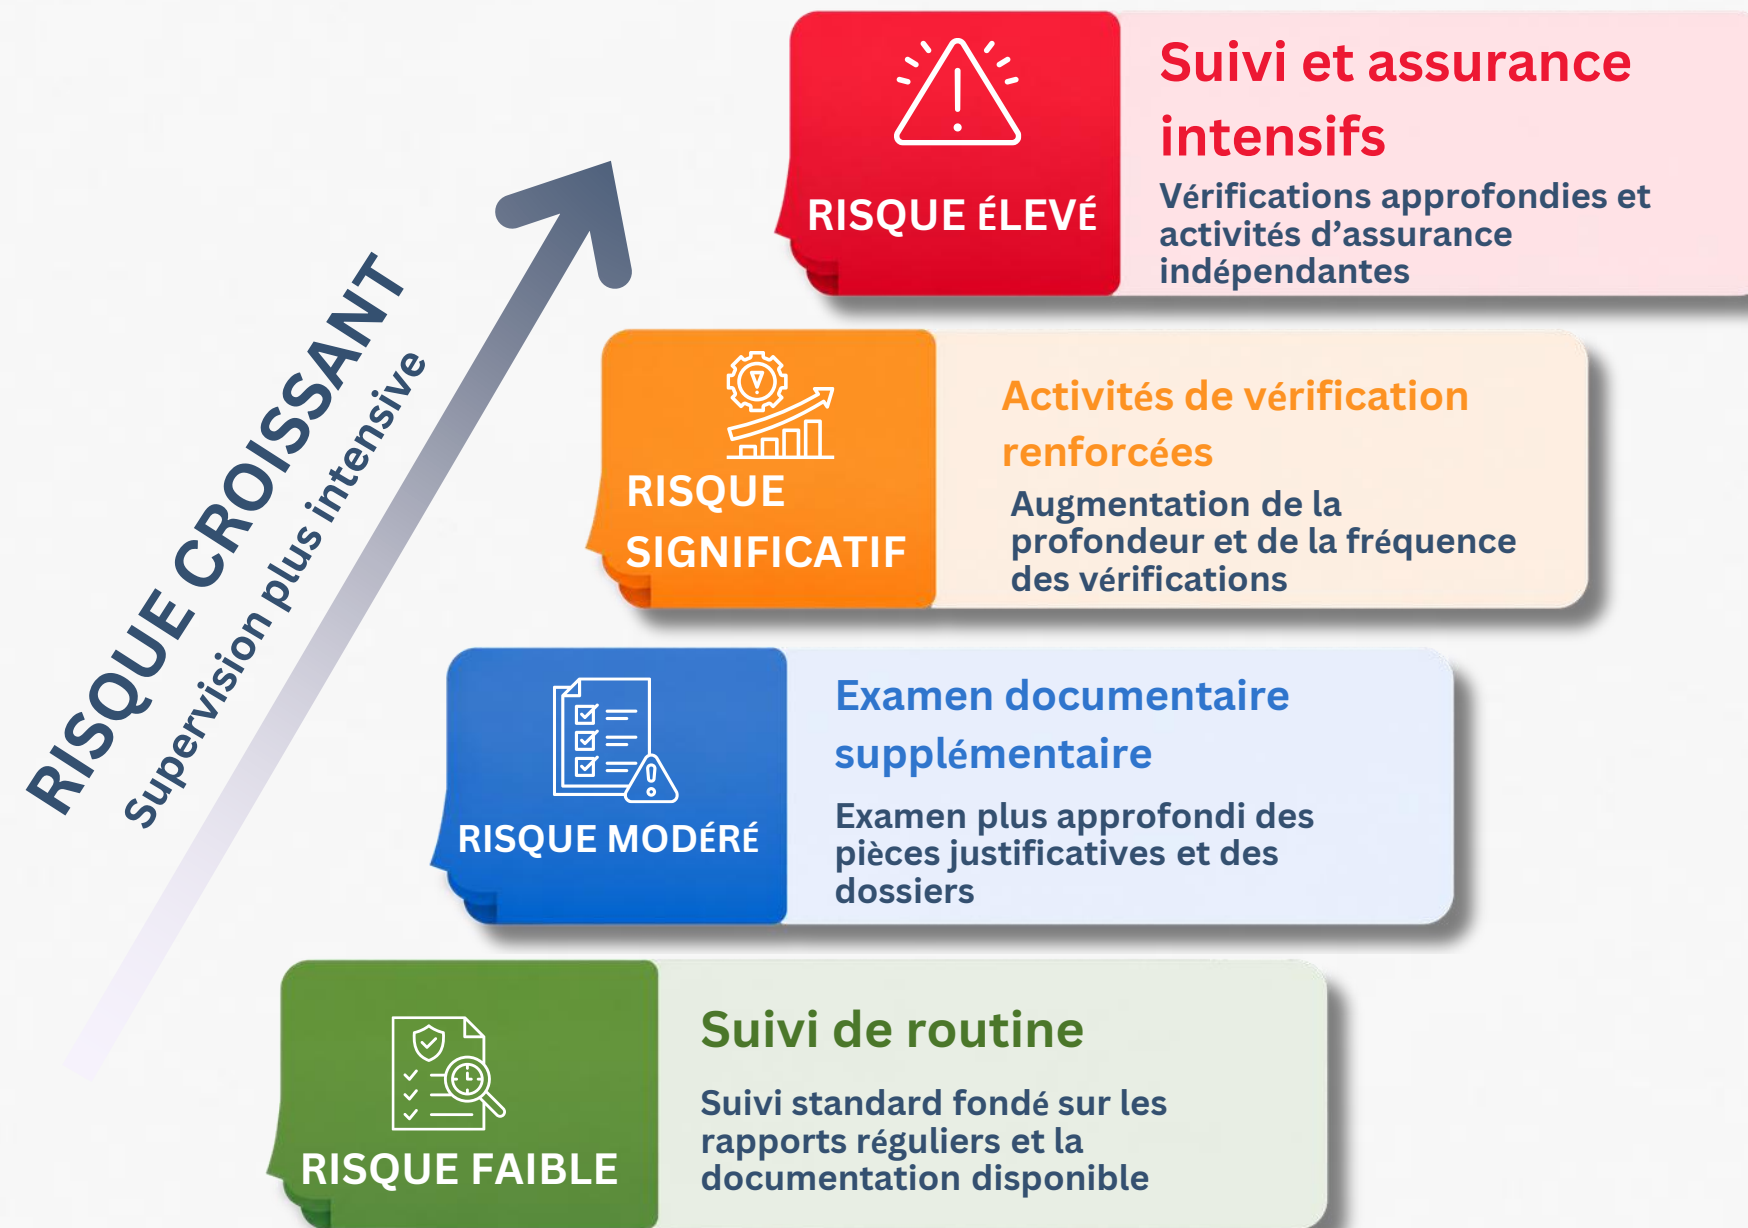 RISQUE CROISSANT
Supervision plus intensive
RISQUE ÉLEVÉ
Suivi et assurance
intensifs
Vérifications approfondies et
activités d’assurance
indépendantes
RISQUE
SIGNIFICATIF
Activités de vérification
renforcées
Augmentation de la
profondeur et de la fréquence
des vérifications
RISQUE MODÉRÉ
Examen documentaire
supplémentaire
Examen plus approfondi des
pièces justificatives et des
dossiers
RISQUE FAIBLE
Suivi de routine
Suivi standard fondé sur les
rapports réguliers et la
documentation disponible